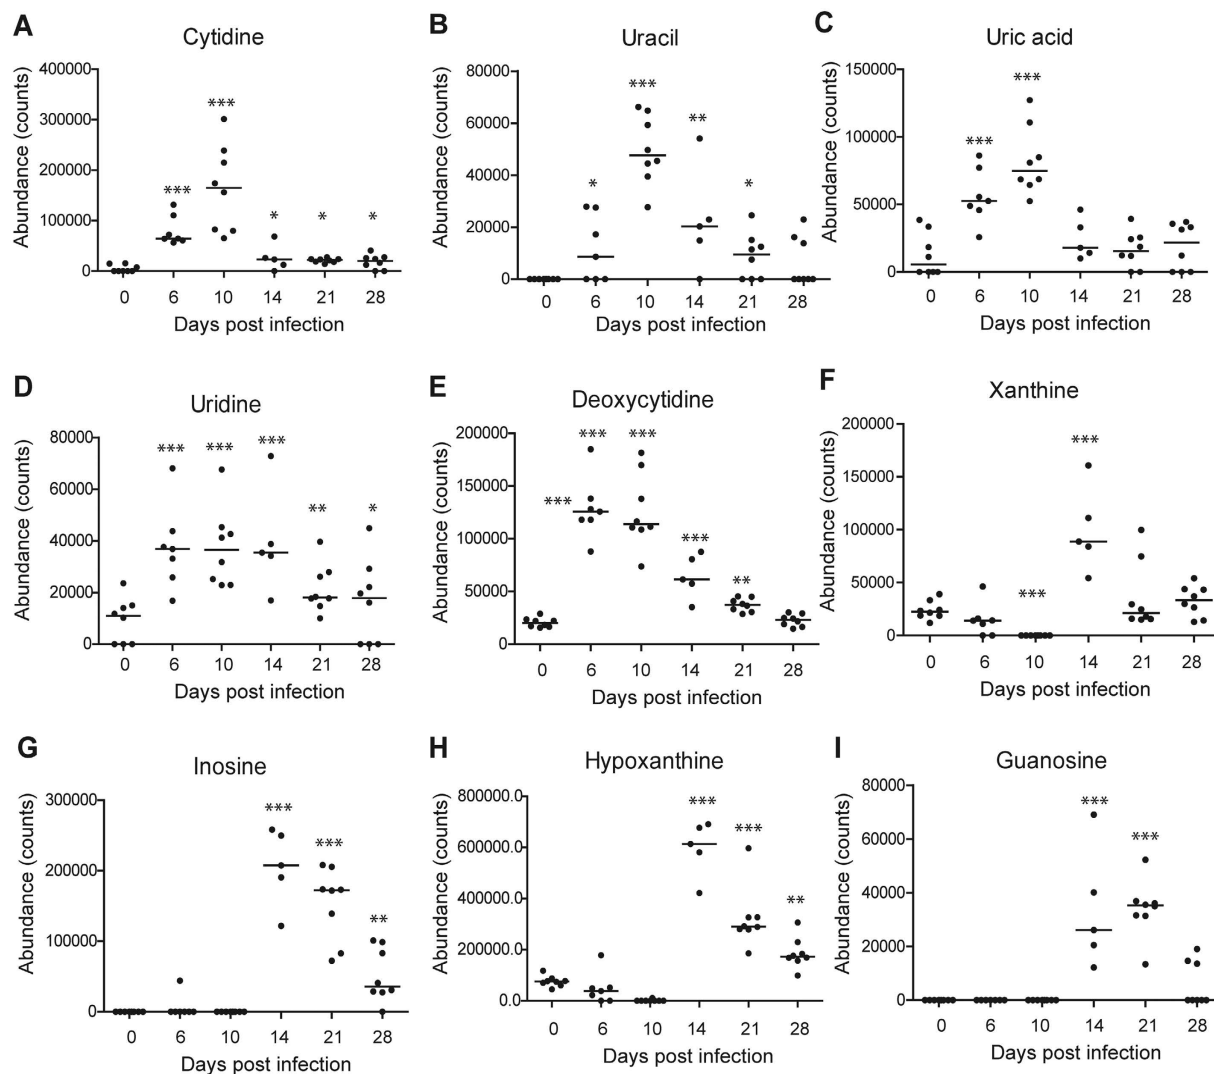 A
Cytidine
Abundance (counts)
400000
300000
200000
100000
0
***
***
*
*
*
0 6 10 14 21 28
Days post infection
B
Uracil
Abundance (counts)
80000
60000
40000
20000
0
*
***
**
*
0 6 10 14 21 28
Days post infection
C
Uric acid
Abundance (counts)
150000
100000
50000
0
***
***
0 6 10 14 21 28
Days post infection
D
Uridine
Abundance (counts)
80000
60000
40000
20000
0
***
***
***
**
*
0 6 10 14 21 28
Days post infection
E
Deoxycytidine
Abundance (counts)
200000
150000
100000
50000
0
***
***
***
***
**
0 6 10 14 21 28
Days post infection
F
Xanthine
Abundance (counts)
200000
150000
100000
50000
0
***
***
0 6 10 14 21 28
Days post infection
G
Inosine
Abundance (counts)
300000
200000
100000
0
***
***
**
0 6 10 14 21 28
Days post infection
H
Hypoxanthine
Abundance (counts)
800000.0
600000.0
400000.0
200000.0
0.0
***
***
**
0 6 10 14 21 28
Days post infection
I
Guanosine
Abundance (counts)
80000
60000
40000
20000
0
***
***
0 6 10 14 21 28
Days post infection